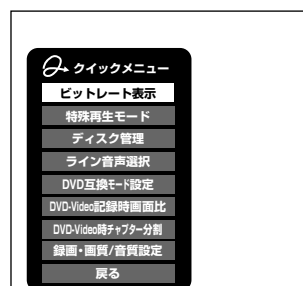 クイックメニュー
ビットレート表示
特殊再生モード
ディスク管理
ライン音声選択
DVD互換モード設定
DVD-Video記録時画面比
DVD-Video時チャプター分割
録画・画質/音質設定
戻る